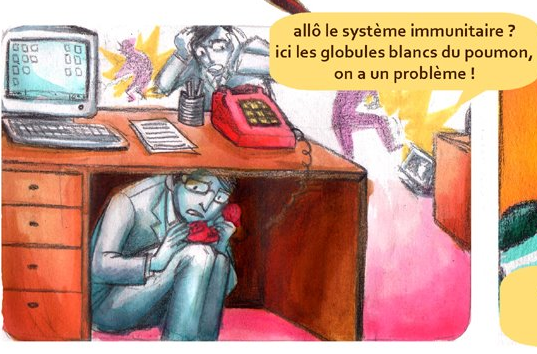 allô le système immunitaire ?
ici les globules blancs du poumon,
on a un problème !